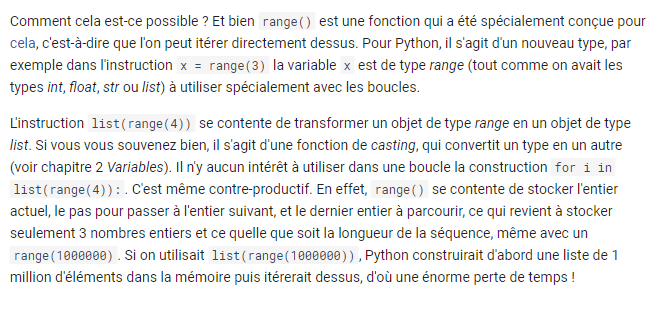 Comment cela est-ce possible ? Et bien range() est une fonction qui a été spécialement conçue pour
cela, c'est-à-dire que l'on peut itérer directement dessus. Pour Python, il s'agit d'un nouveau type, par
exemple dans l'instruction x = range(3) la variable x est de type range (tout comme on avait les
types int, float, str ou list) à utiliser spécialement avec les boucles.
L'instruction list(range(4)) se contente de transformer un objet de type range en un objet de type
list. Si vous vous souvenez bien, il s'agit d'une fonction de casting, qui convertit un type en un autre
(voir chapitre 2 Variables). Il n'y aucun intérêt à utiliser dans une boucle la construction for i in
list(range(4)):. C'est même contre-productif. En effet, range() se contente de stocker l'entier
actuel, le pas pour passer à l'entier suivant, et le dernier entier à parcourir, ce qui revient à stocker
seulement 3 nombres entiers et ce quelle que soit la longueur de la séquence, même avec un
range(1000000). Si on utilisait list(range(1000000)), Python construirait d'abord une liste de 1
million d'éléments dans la mémoire puis itérerait dessus, d'où une énorme perte de temps !